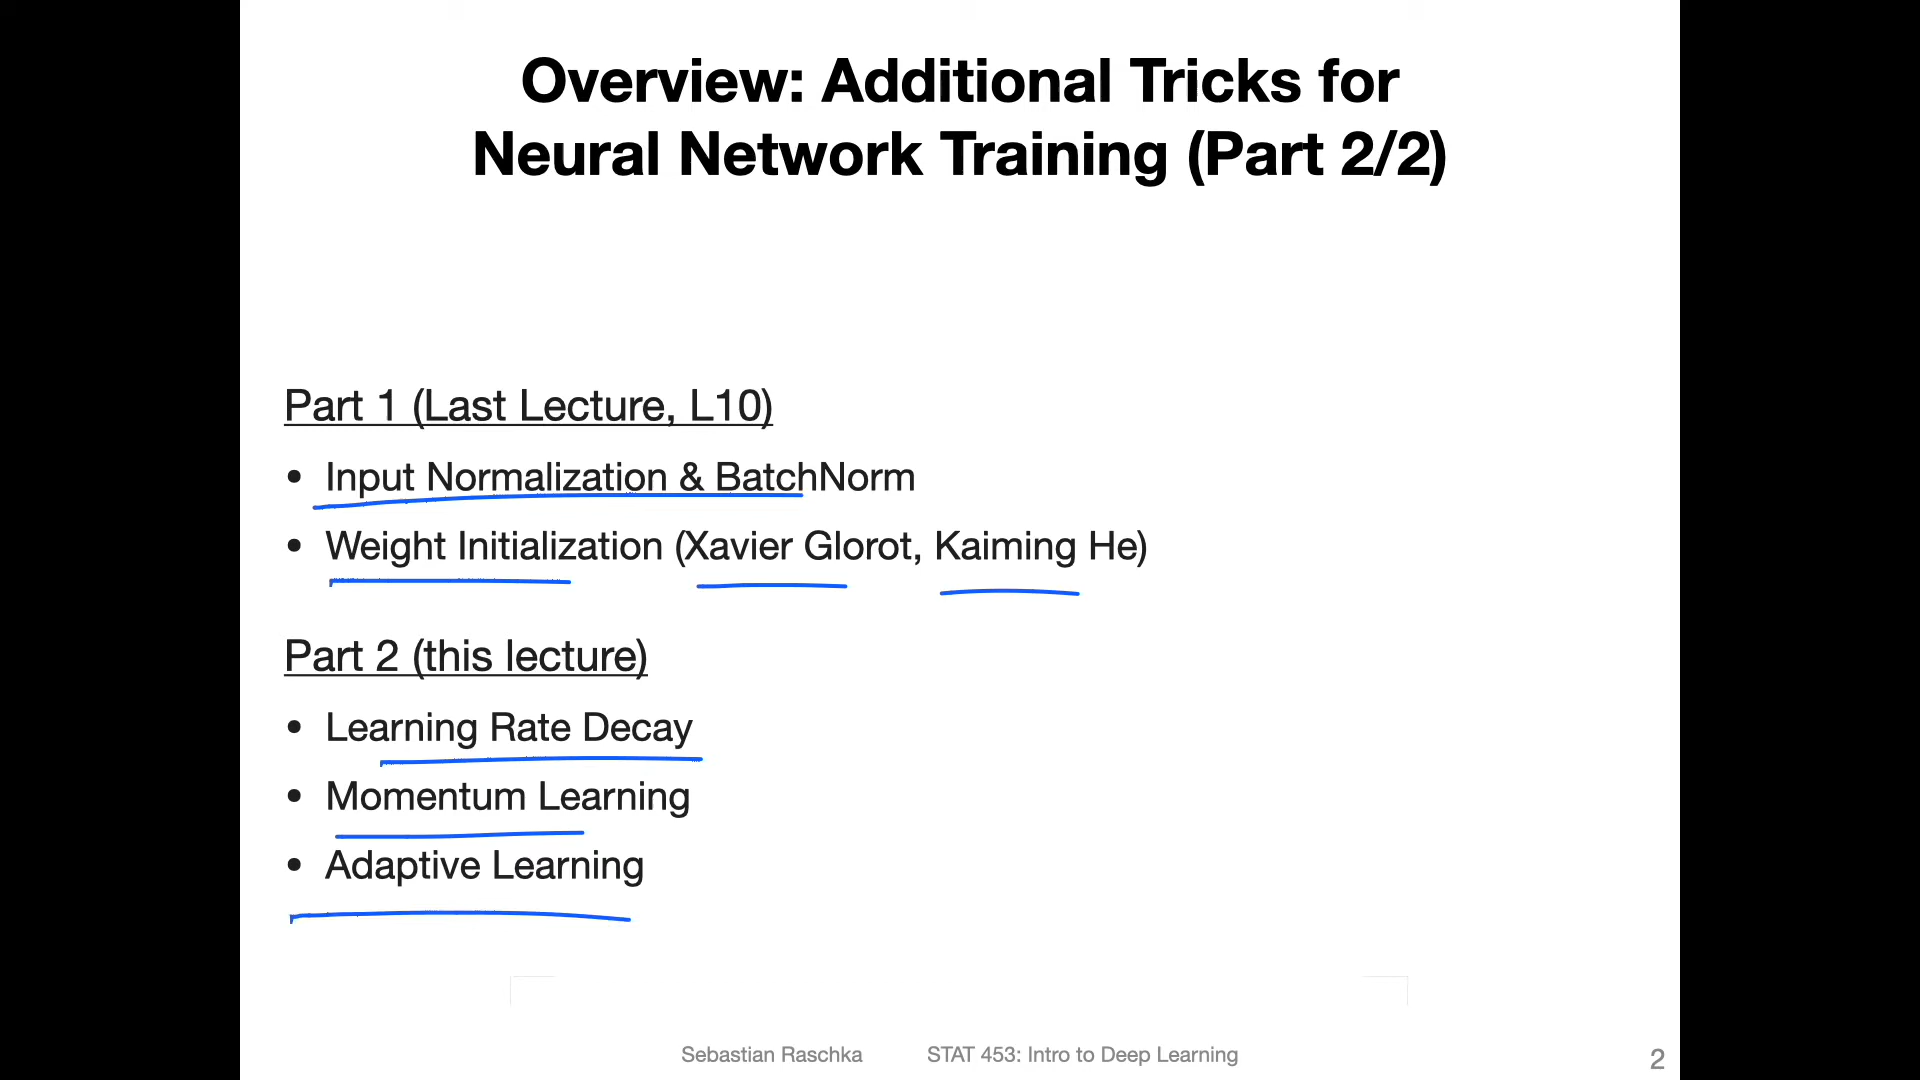 Overview: Additional Tricks for
Neural Network Training (Part 2/2)
Part 1 (Last Lecture, L10)
• Input Normalization & BatchNorm
• Weight Initialization (Xavier Glorot, Kaiming He)
Part 2 (this lecture)
• Learning Rate Decay
• Momentum Learning
• Adaptive Learning
Sebastian Raschka STAT 453: Intro to Deep Learning 2